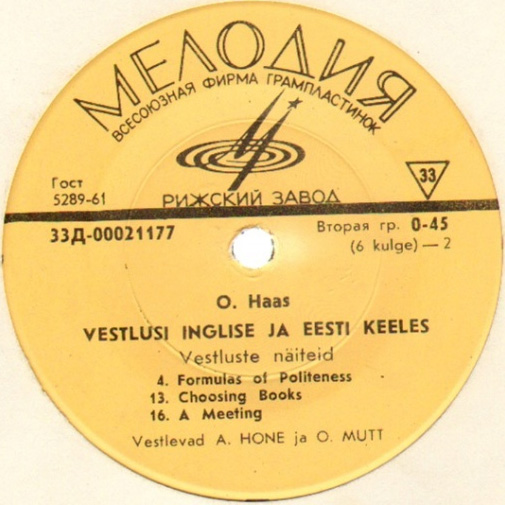 МЕЛОДИЯ
ВСЕСОЮЗНАЯ ФИРМА ГРАМПЛАСТИНОК
Гост
5289-61
РИЖСКИЙ ЗАВОД
33
33Д-00021177
Вторая гр. 0-45
(6 kulge) — 2
O. Haas
VESTLUSI INGLISE JA EESTI KEELES
Vestluste näiteid
4. Formulas of Politeness
13. Choosing Books
16. A Meeting
Vestlevad A. HONE ja O. MUTT